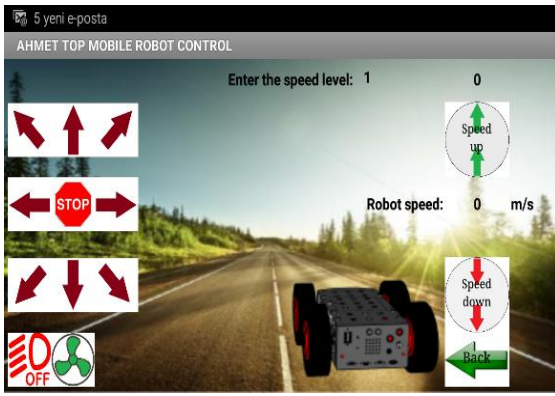 5 yeni e-posta
AHMET TOP MOBILE ROBOT CONTROL
Enter the speed level: 1 0
Speed
up
STOP
Robot speed: 0 m/s
Speed
down
OFF
Back